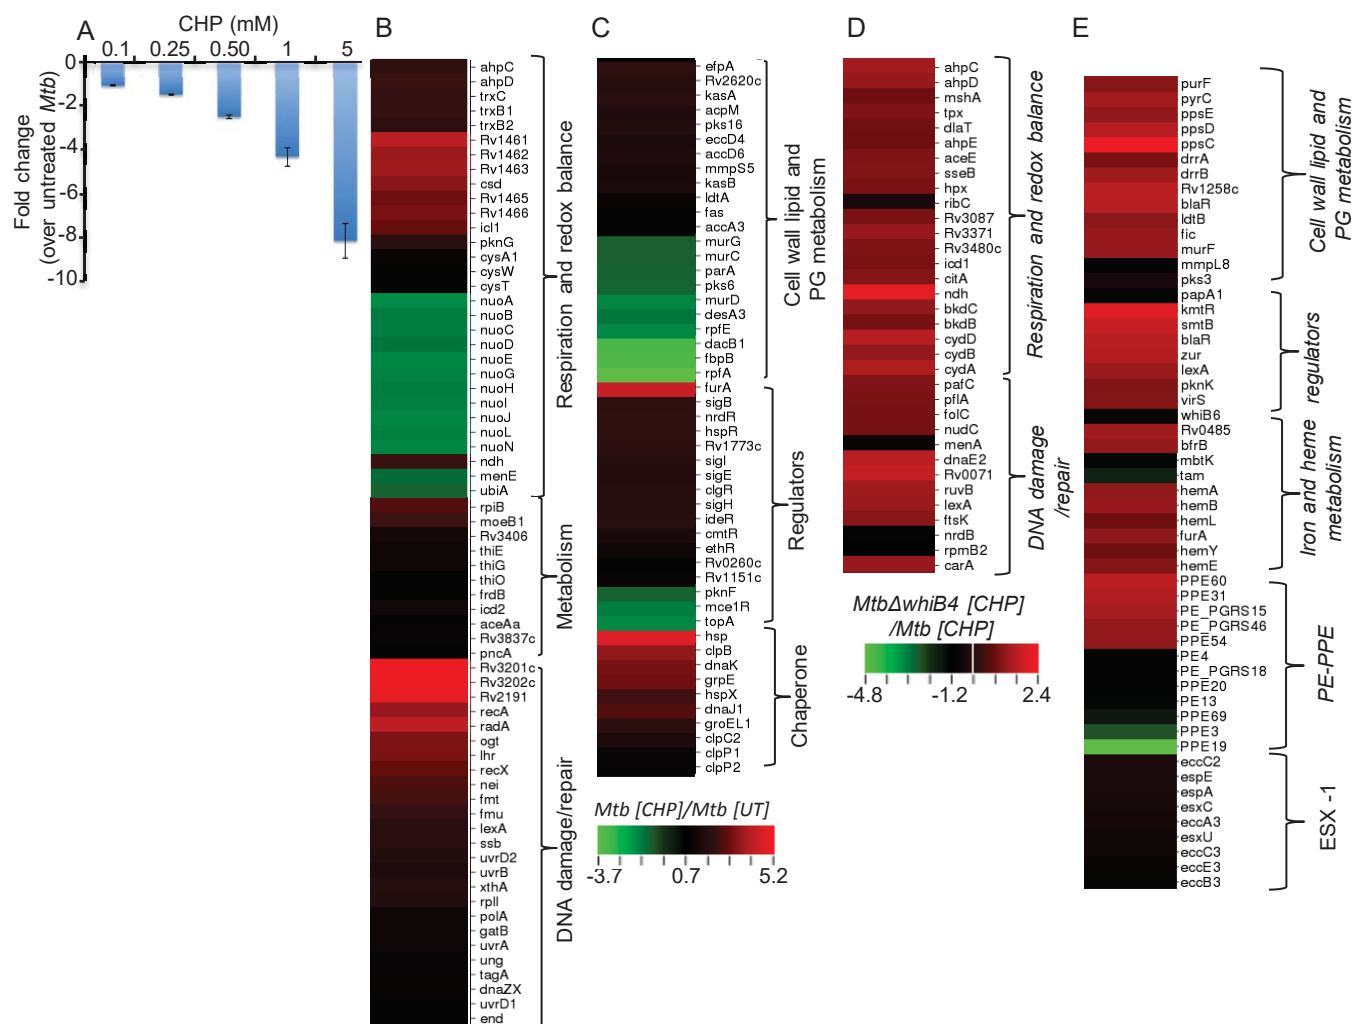 A
CHP (mM)
0.1 0.25 0.50 1 5
0
-2
-4
-6
-8
-10
Fold change
(over untreated Mtb)
B
ahpC
ahpD
trxC
trxB1
trxB2
Rv1461
Rv1462
Rv1463
csd
Rv1465
Rv1466
icl1
pknG
cysA1
cysW
cysT
nuoA
nuoB
nuoC
nuoD
nuoE
nuoG
nuoH
nuoI
nuoJ
nuoL
nuoN
ndh
menE
ubiA
rpiB
moeB1
Rv3406
thiE
thiG
thiO
frdB
icd2
aceAa
Rv3837c
pncA
Rv3201c
Rv3202c
Rv2191
recA
radA
ogt
lhr
recX
nei
fmt
fmu
lexA
ssb
uvrD2
uvrB
xthA
rplI
polA
gatB
uvrA
ung
tagA
dnaZX
uvrD1
end
Respiration and redox balance
Metabolism
DNA damage/repair
C
efpA
Rv2620c
kasA
acpM
pks16
eccD4
accD6
mmpS5
kasB
ldtA
fas
accA3
murG
murC
parA
pks6
murD
desA3
rpfE
dacB1
fbpB
rpfA
furA
sigB
nrdR
hspR
Rv1773c
sigI
sigE
clgR
sigH
ideR
cmtR
ethR
Rv0260c
Rv1151c
pknF
mce1R
topA
hsp
clpB
dnaK
grpE
hspX
dnaJ1
groEL1
clpC2
clpP1
clpP2
Cell wall lipid and
PG metabolism
Regulators
Chaperone
Mtb [CHP]/Mtb [UT]
-3.7 0.7 5.2
D
ahpC
ahpD
mshA
tpx
dlaT
ahpE
aceE
sseB
hpx
ribC
Rv3087
Rv3371
Rv3480c
icd1
citA
ndh
bkdC
bkdB
cydD
cydB
cydA
pafC
pflA
folC
nudC
menA
dnaE2
Rv0071
ruvB
lexA
ftsK
nrdB
rpmB2
carA
Respiration and redox balance
DNA damage
/repair
MtbΔwhiB4 [CHP]
/Mtb [CHP]
-4.8 -1.2 2.4
E
purF
pyrC
ppsE
ppsD
ppsC
drrA
drrB
Rv1258c
blaR
ldtB
fic
murF
mmpL8
pks3
papA1
kmtR
smtB
blaR
zur
lexA
pknK
virS
whiB6
Rv0485
bfrB
mbtK
tam
hemA
hemB
hemL
furA
hemY
hemE
PPE60
PPE31
PE_PGRS15
PE_PGRS46
PPE54
PE4
PE_PGRS18
PPE20
PE13
PPE69
PPE3
PPE19
eccC2
espE
espA
esxC
eccA3
esxU
eccC3
eccE3
eccB3
Cell wall lipid and
PG metabolism
regulators
Iron and heme
metabolism
PE-PPE
ESX -1